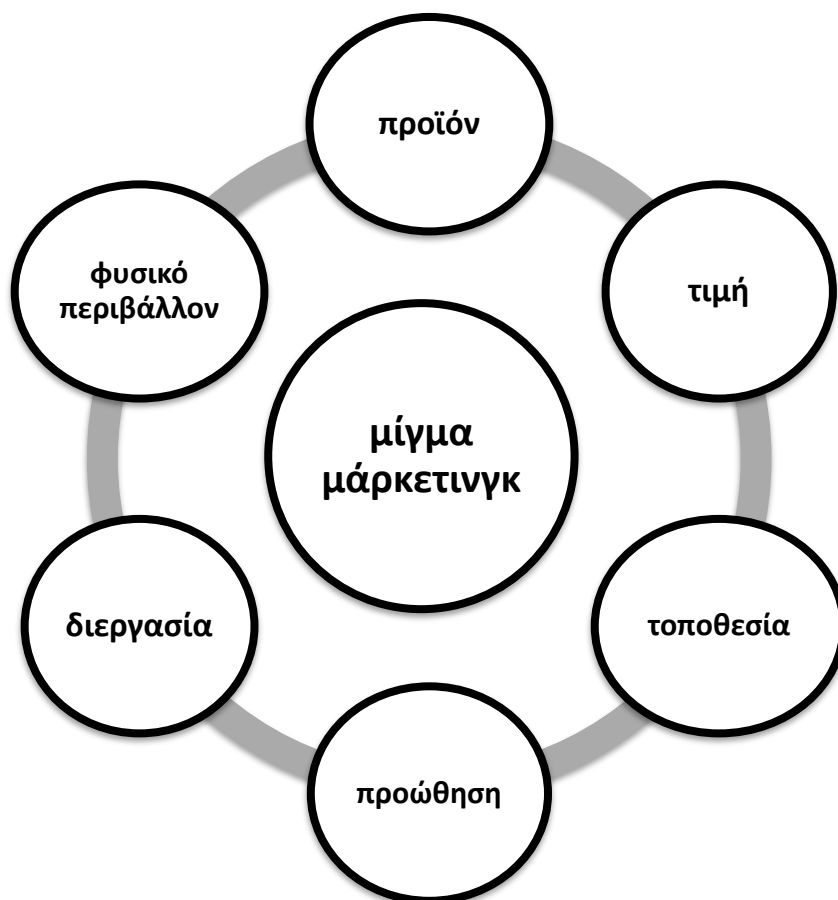 προϊόν
τιμή
τοποθεσία
προώθηση
διεργασία
φυσικό
περιβάλλον
μίγμα
μάρκετινγκ